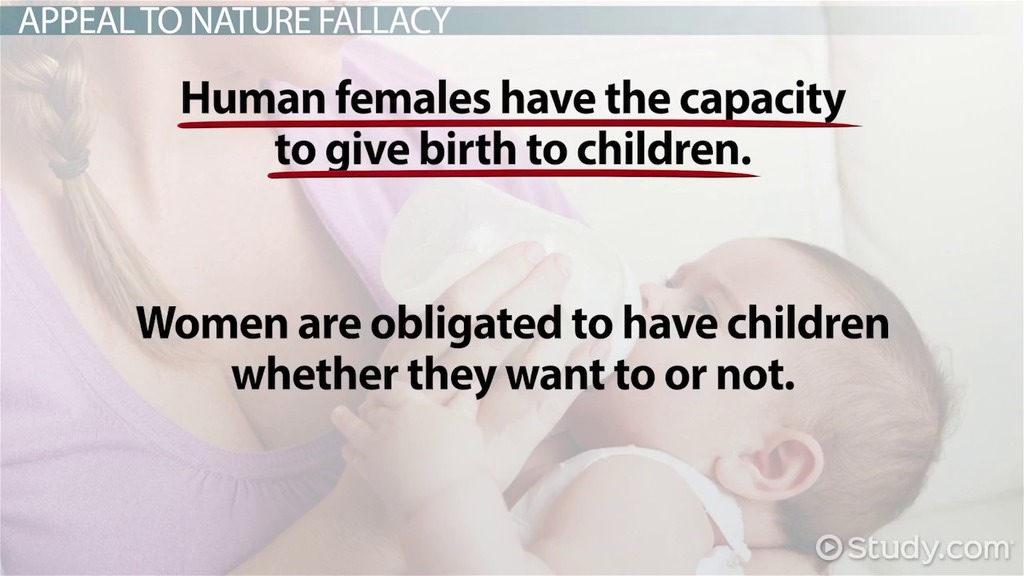 APPEAL TO NATURE FALLACY
Human females have the capacity
to give birth to children.
Women are obligated to have children
whether they want to or not.
Study.com